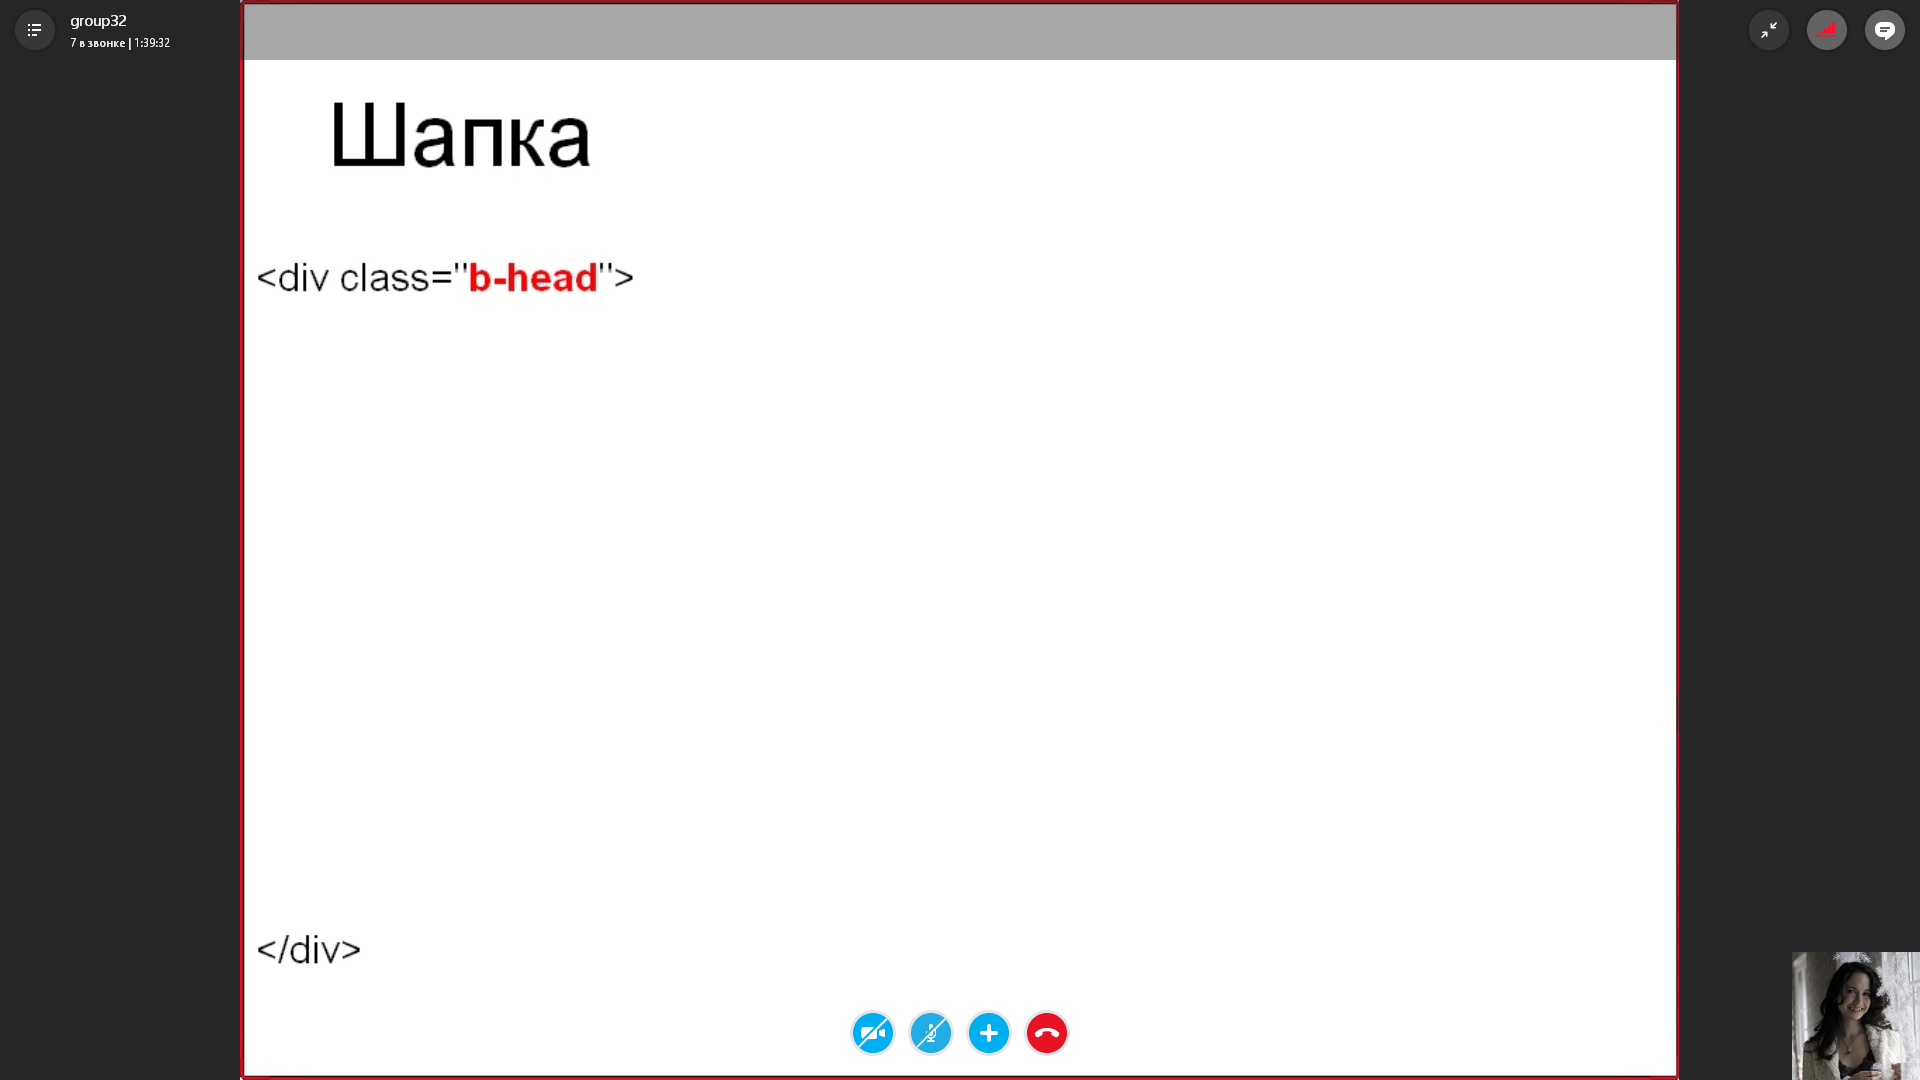 group32
7 в звонке | 1:39:32
Шапка
<div class="b-head">
</div>